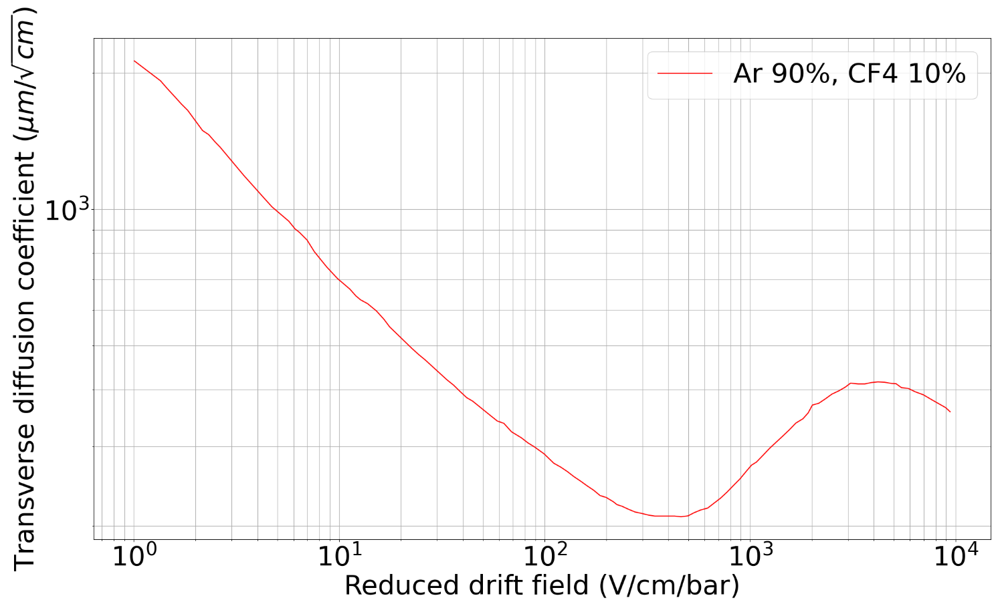 Transverse diffusion coefficient (μm/√cm)
Ar 90%, CF4 10%
10³
10⁰ 10¹ 10² 10³ 10⁴
Reduced drift field (V/cm/bar)